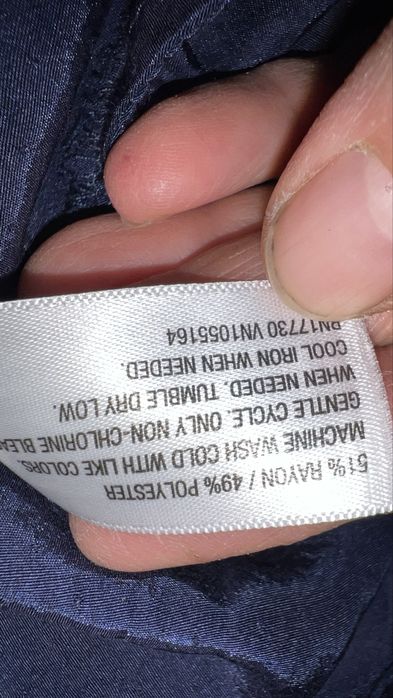 51% RAYON / 49% POLYESTER
MACHINE WASH COLD WITH LIKE COLORS.
GENTLE CYCLE. ONLY NON-CHLORINE
WHEN NEEDED. TUMBLE DRY LOW.
COOL IRON WHEN NEEDED.
RN17730 VN1055164